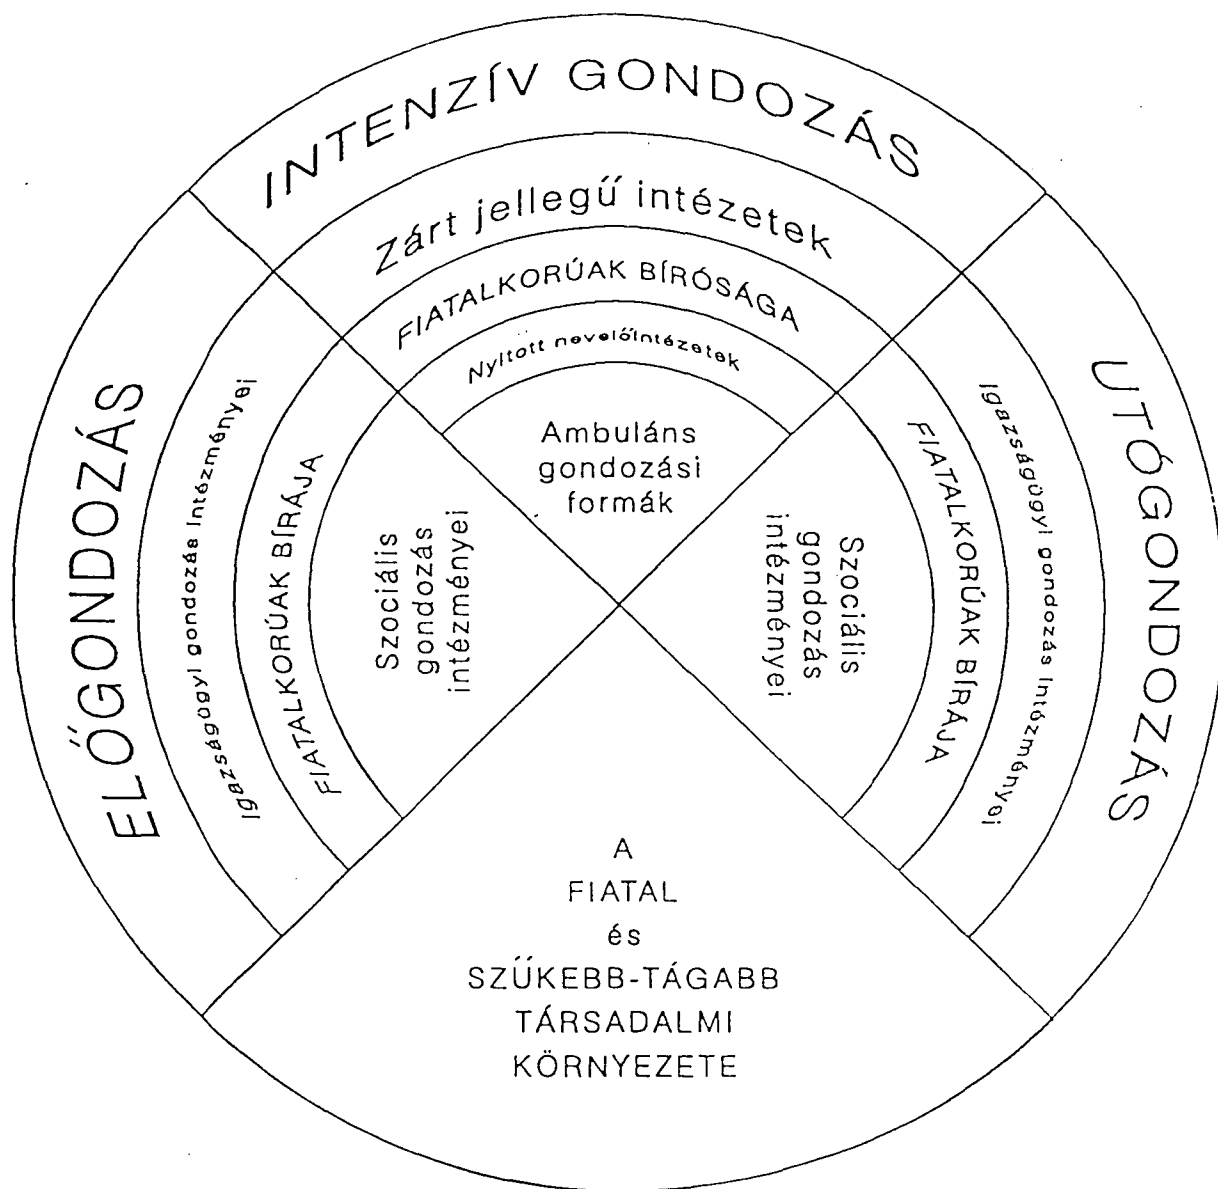 INTENZÍV GONDOZÁS
Zárt jellegű intézetek
FIATALKORÚAK BÍRÓSÁGA
Nyitott nevelőintézetek
Ambuláns
gondozási
formák
ELŐGONDOZÁS
Igazságügyi gondozás intézményei
FIATALKORÚAK BÍRÁJA
Szociális
gondozás
intézményei
UTÓGONDOZÁS
Igazságügyi gondozás intézményei
FIATALKORÚAK BÍRÁJA
Szociális
gondozás
intézményei
A
FIATAL
és
SZŰKEBB-TÁGABB
TÁRSADALMI
KÖRNYEZETE